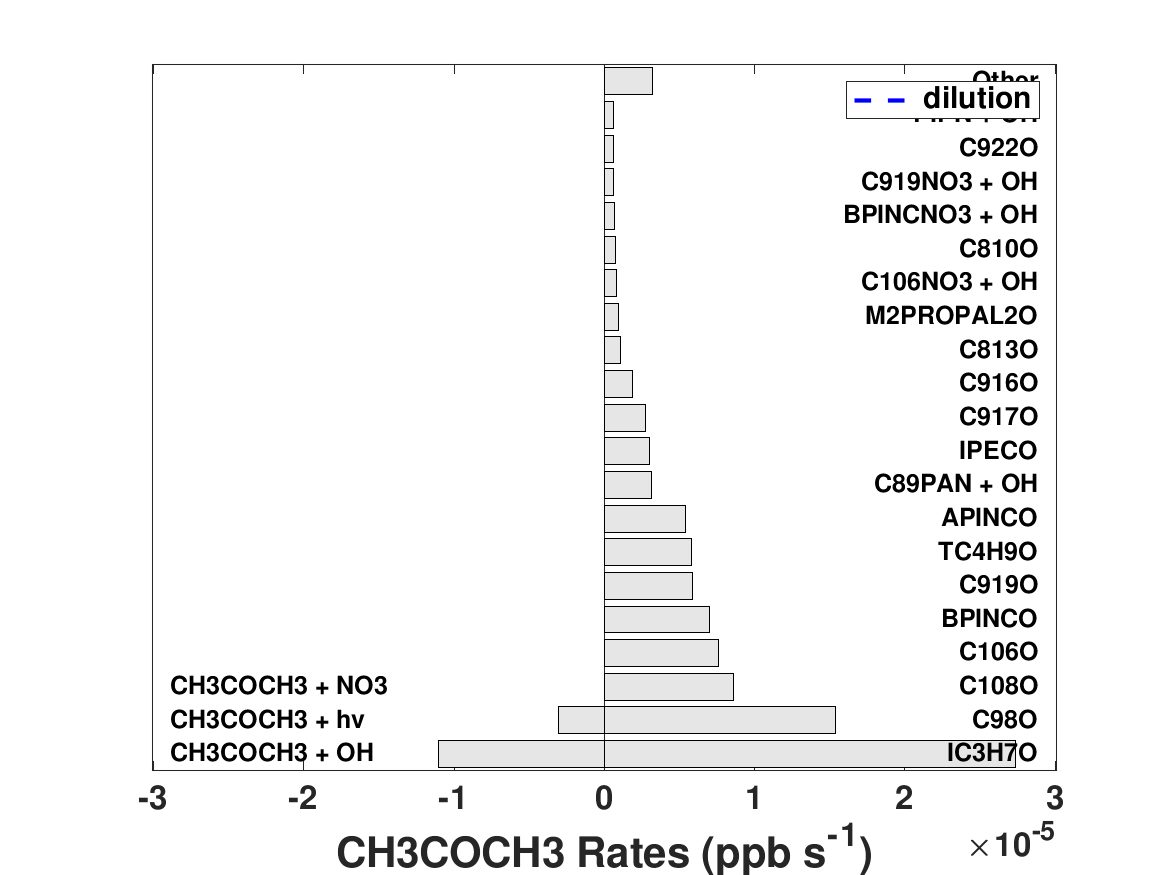 Other
dilution
C922O
C919NO3 + OH
BPINCNO3 + OH
C810O
C106NO3 + OH
M2PROPAL2O
C813O
C916O
C917O
IPECO
C89PAN + OH
APINCO
TC4H9O
C919O
BPINCO
C106O
CH3COCH3 + NO3 C108O
CH3COCH3 + hv C98O
CH3COCH3 + OH IC3H7O
-3 -2 -1 0 1 2 3
×10-5
CH3COCH3 Rates (ppb s-1)